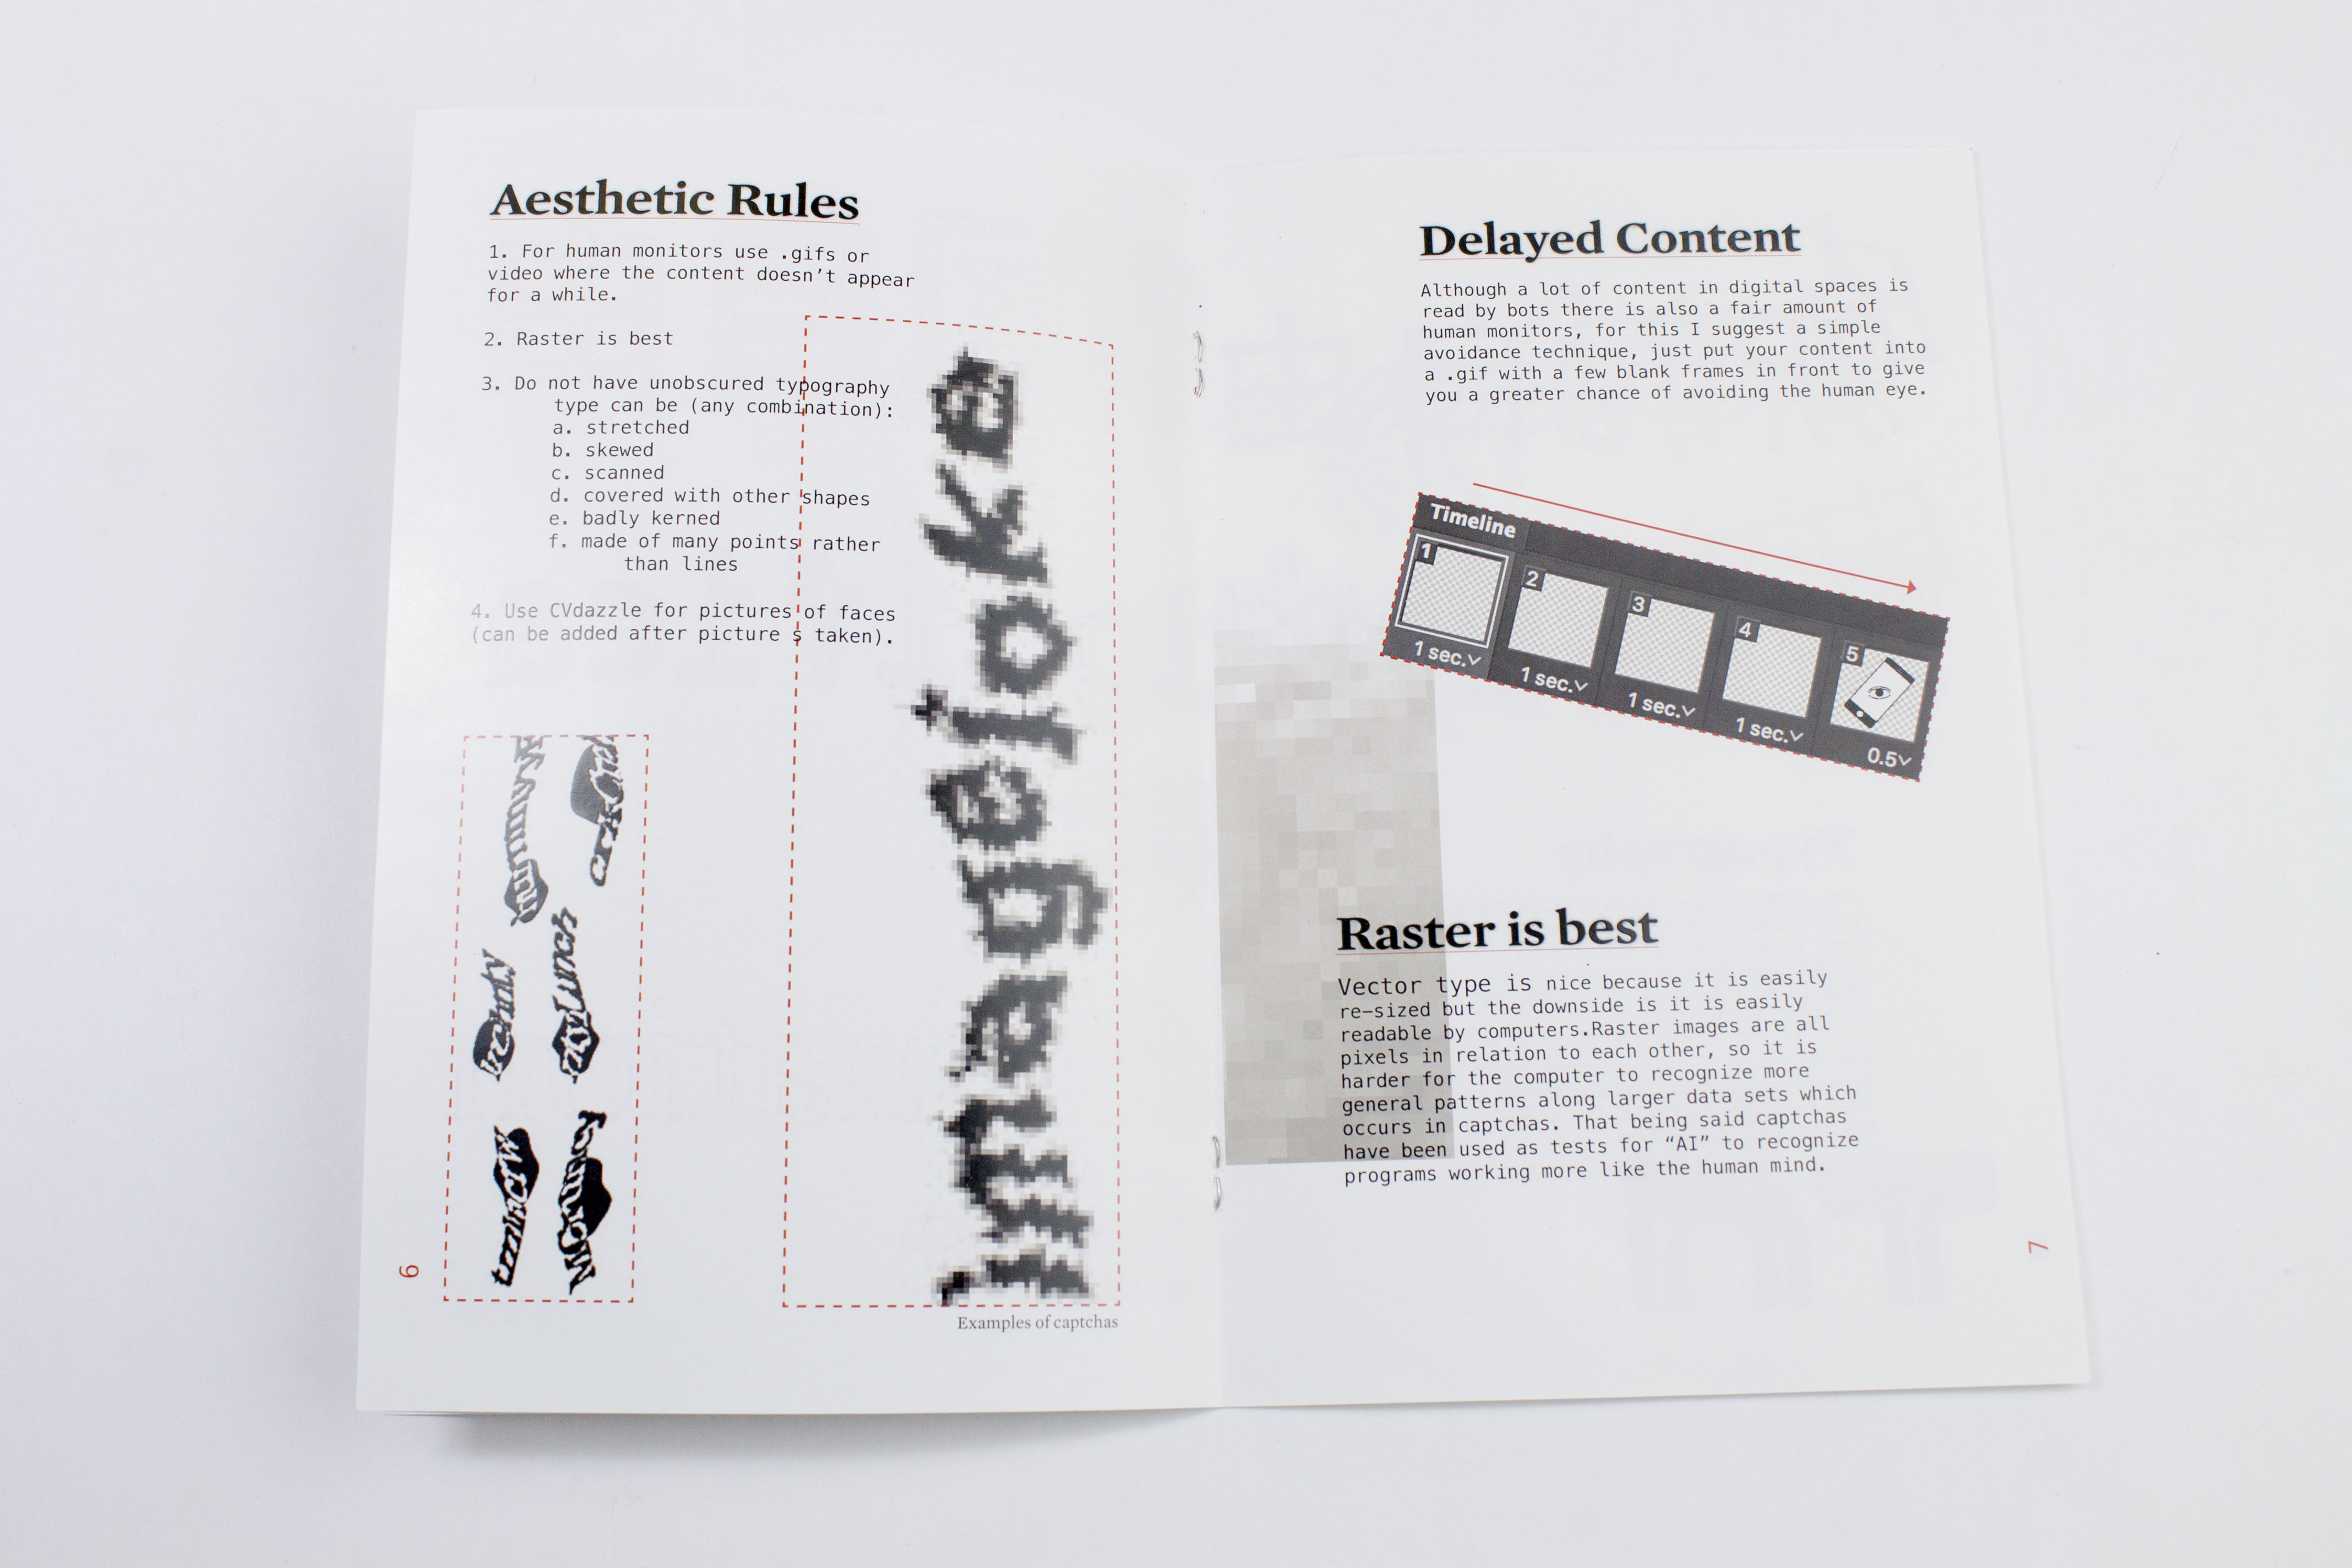 Aesthetic Rules
1. For human monitors use .gifs or
video where the content doesn't appear
for a while.
2. Raster is best
3. Do not have unobscured typography
type can be (any combination):
a. stretched
b. skewed
c. scanned
d. covered with other shapes
e. badly kerned
f. made of many points rather
than lines
4. Use CVdazzle for pictures of faces
(can be added after picture s taken).
Examples of captchas
6
Delayed Content
Although a lot of content in digital spaces is
read by bots there is also a fair amount of
human monitors, for this I suggest a simple
avoidance technique, just put your content into
a .gif with a few blank frames in front to give
you a greater chance of avoiding the human eye.
Timeline
1 2 3 4 5
1 sec. 1 sec. 1 sec. 1 sec. 0.5
Raster is best
Vector type is nice because it is easily
re-sized but the downside is it is easily
readable by computers.Raster images are all
pixels in relation to each other, so it is
harder for the computer to recognize more
general patterns along larger data sets which
occurs in captchas. That being said captchas
have been used as tests for “AI” to recognize
programs working more like the human mind.
7